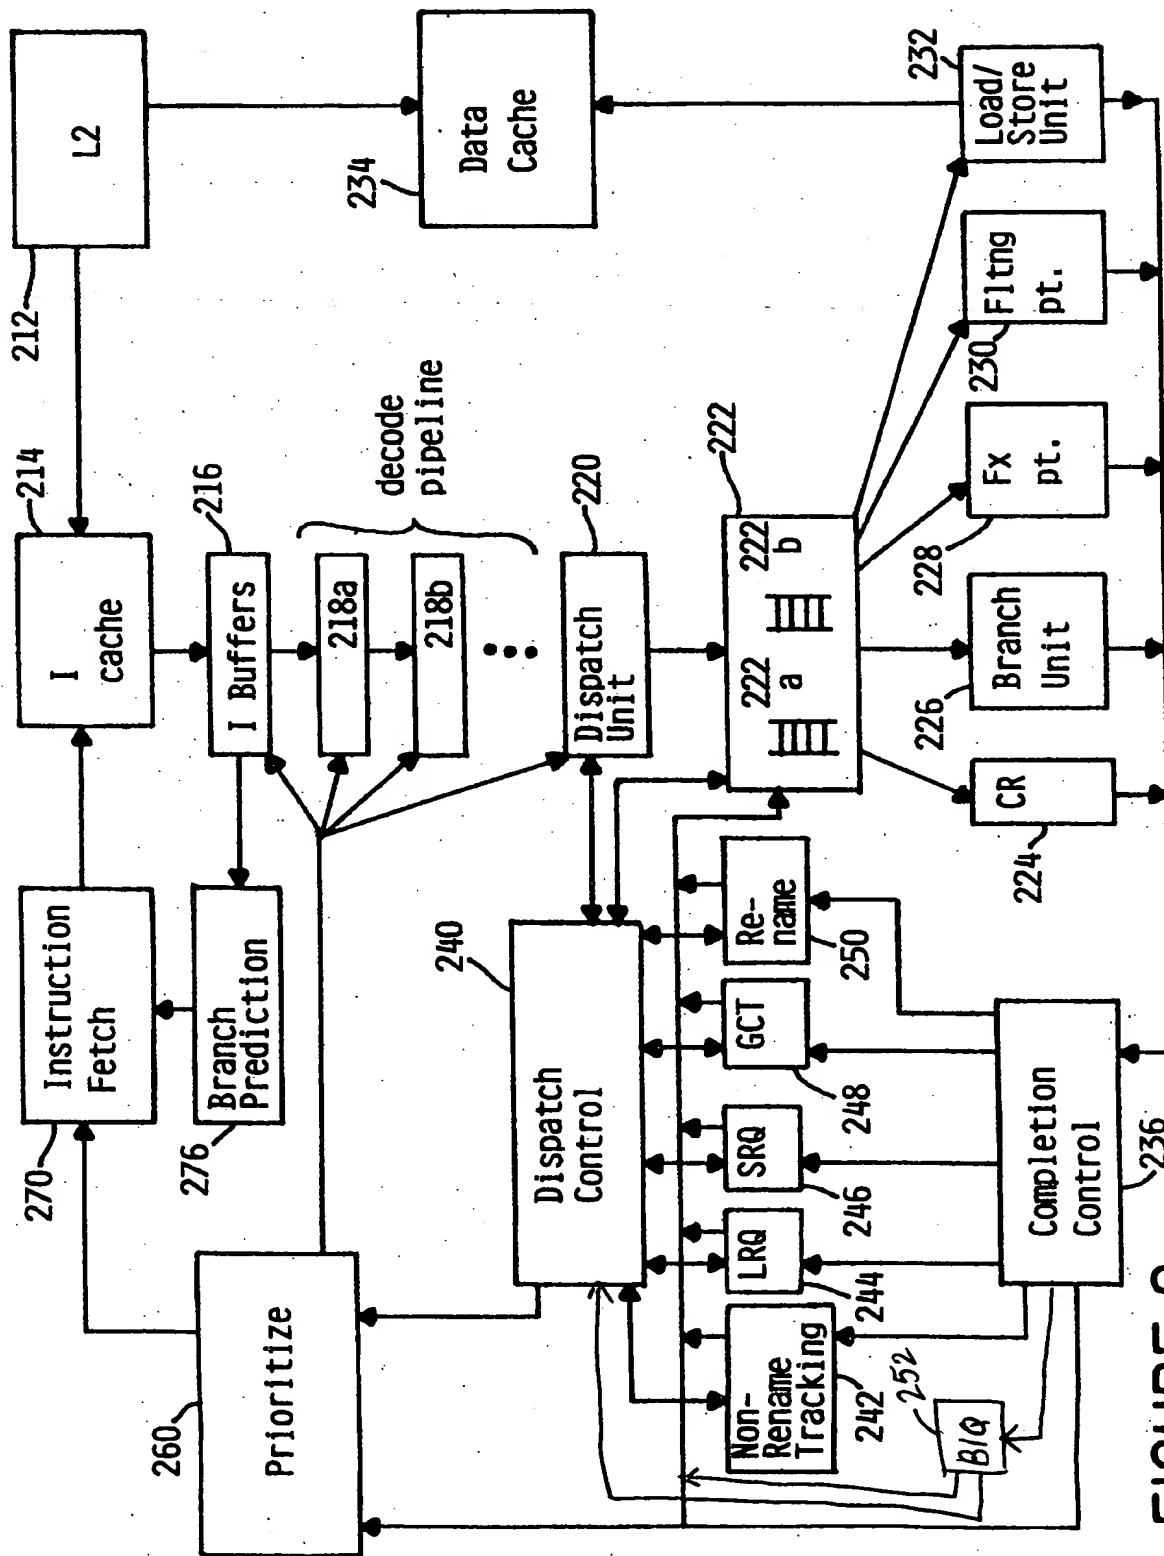 L2
212
I
cache
214
Instruction
Fetch
270
234
Data
Cache
I Buffers
216
Branch
Prediction
276
218a
218b
decode
pipeline
Prioritize
260
Dispatch
Unit
220
Dispatch
Control
240
222
222
a
222
b
232
Load/
Store
Unit
Fltng
pt.
230
Fx
pt.
228
Branch
Unit
226
CR
224
Re-
name
250
GCT
248
SRQ
246
LRQ
244
Non-
Rename
Tracking
242
252
BIQ
Completion
Control
236